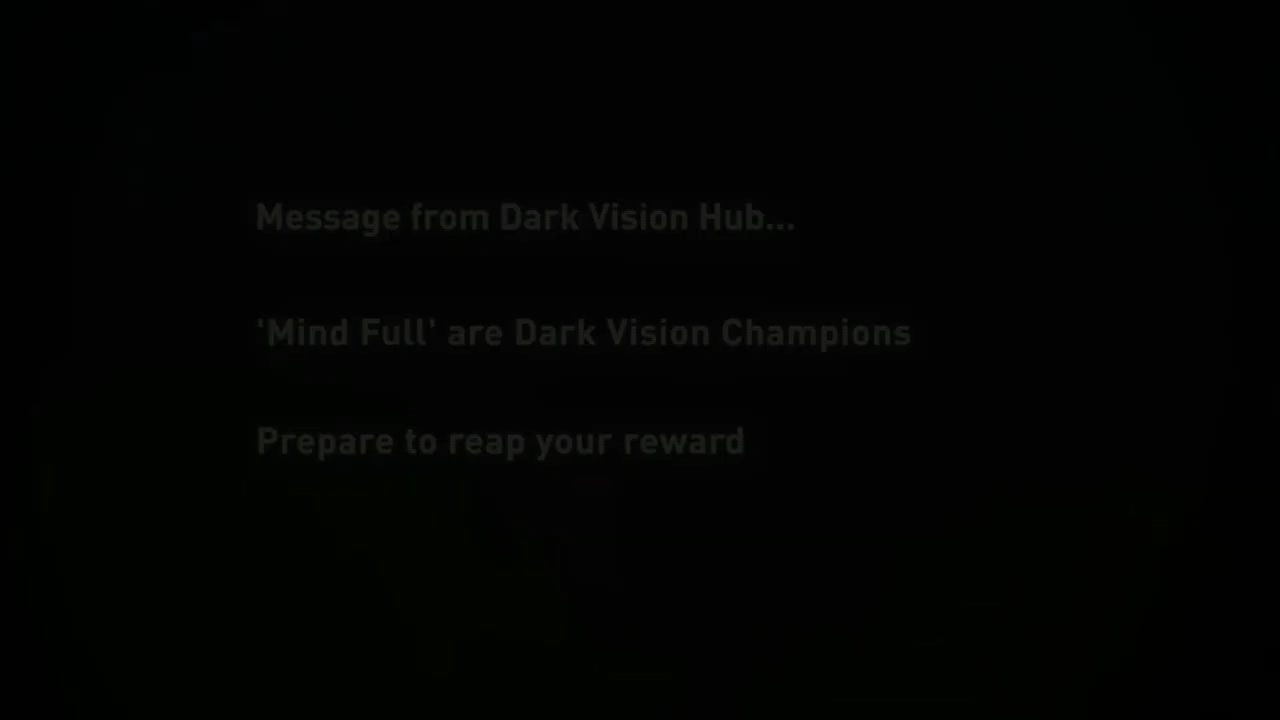 Message from Dark Vision Hub...
'Mind Full' are Dark Vision Champions
Prepare to reap your reward